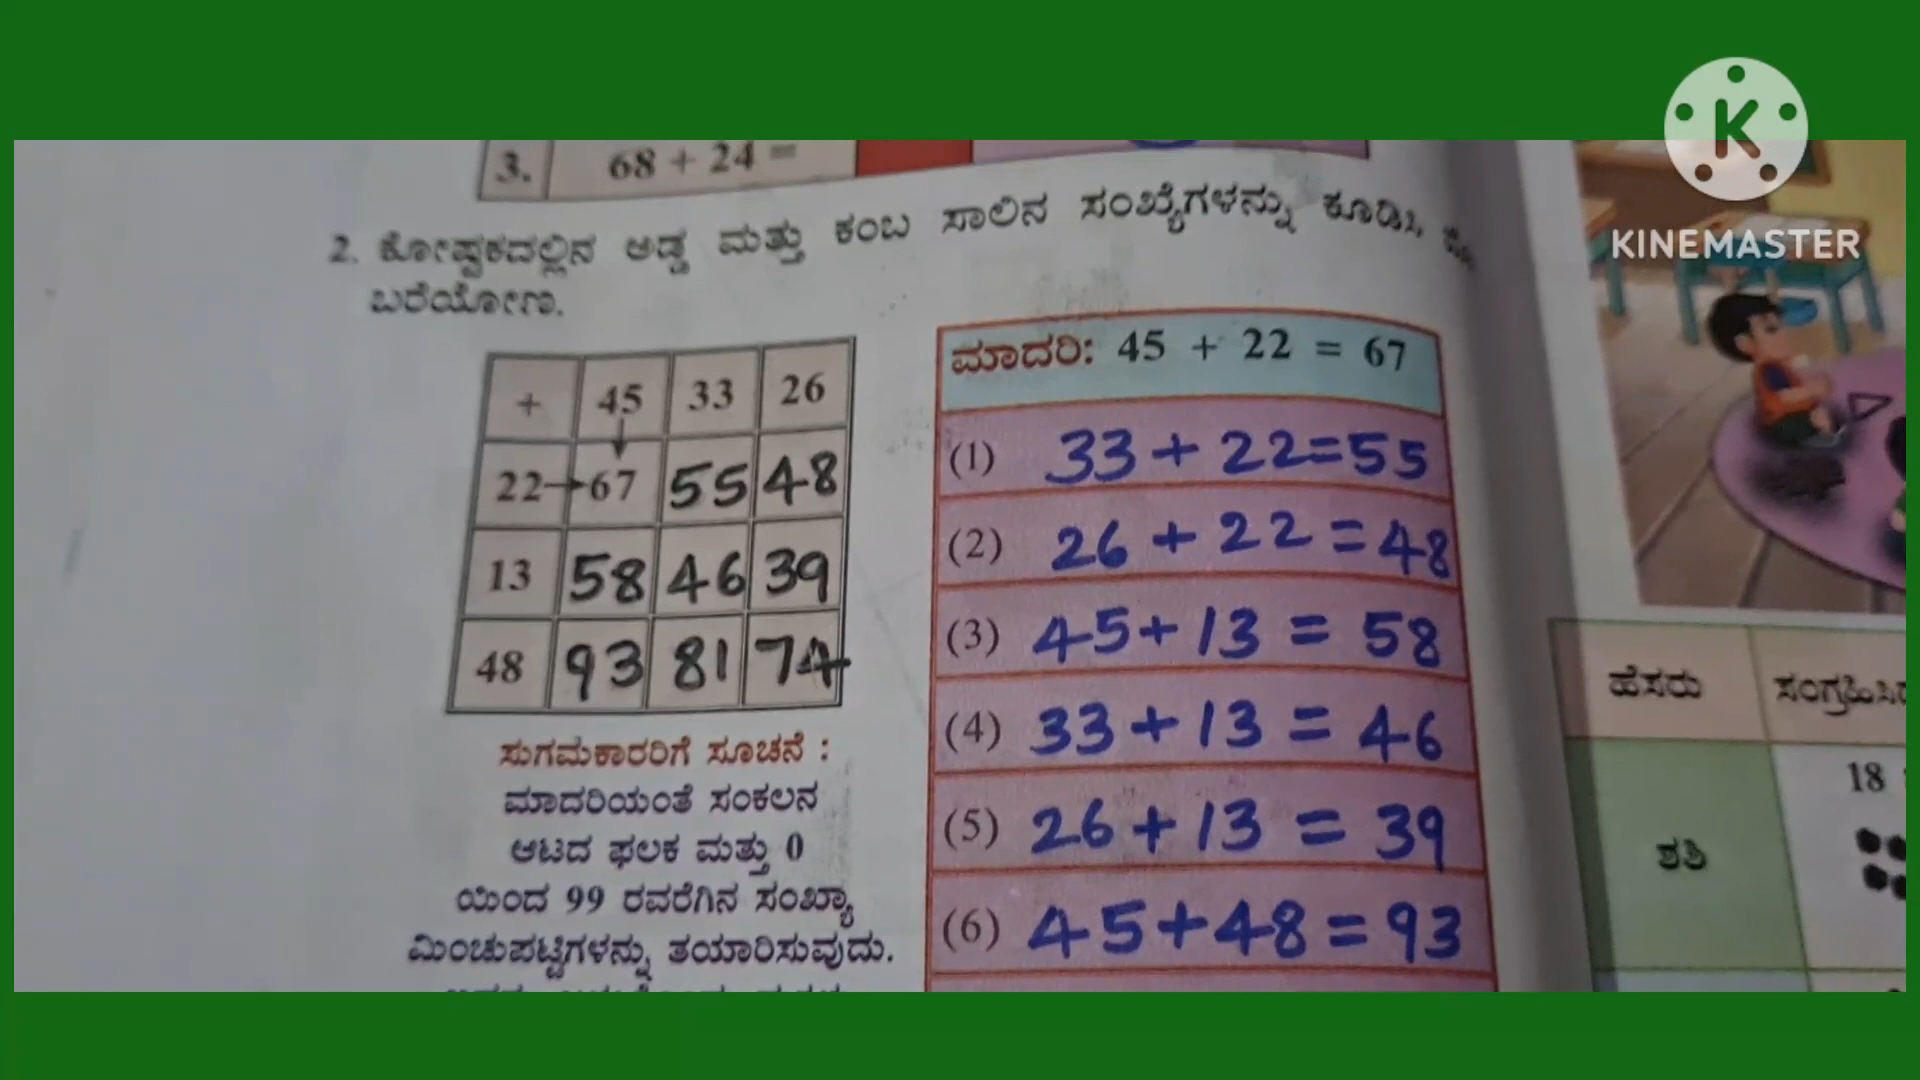 3. 68 + 24 =
KINEMASTER
2. ಕೋಷ್ಟಕದಲ್ಲಿನ ಅಡ್ಡ ಮತ್ತು ಕಂಬ ಸಾಲಿನ ಸಂಖ್ಯೆಗಳನ್ನು ಕೂಡಿಸಿ,
ಬರೆಯೋಣ.
+ 45 33 26
22 67 55 48
13 58 46 39
48 93 81 74
ಸುಗಮಕಾರರಿಗೆ ಸೂಚನೆ :
ಮಾದರಿಯಂತೆ ಸಂಕಲನ
ಆಟದ ಫಲಕ ಮತ್ತು 0
ಯಿಂದ 99 ರವರೆಗಿನ ಸಂಖ್ಯಾ
ಮಿಂಚುಪಟ್ಟಿಗಳನ್ನು ತಯಾರಿಸುವುದು.
ಮಾದರಿ: 45 + 22 = 67
(1) 33 + 22 = 55
(2) 26 + 22 = 48
(3) 45 + 13 = 58
(4) 33 + 13 = 46
(5) 26 + 13 = 39
(6) 45 + 48 = 93
ಹೆಸರು
ಶಶಿ 18